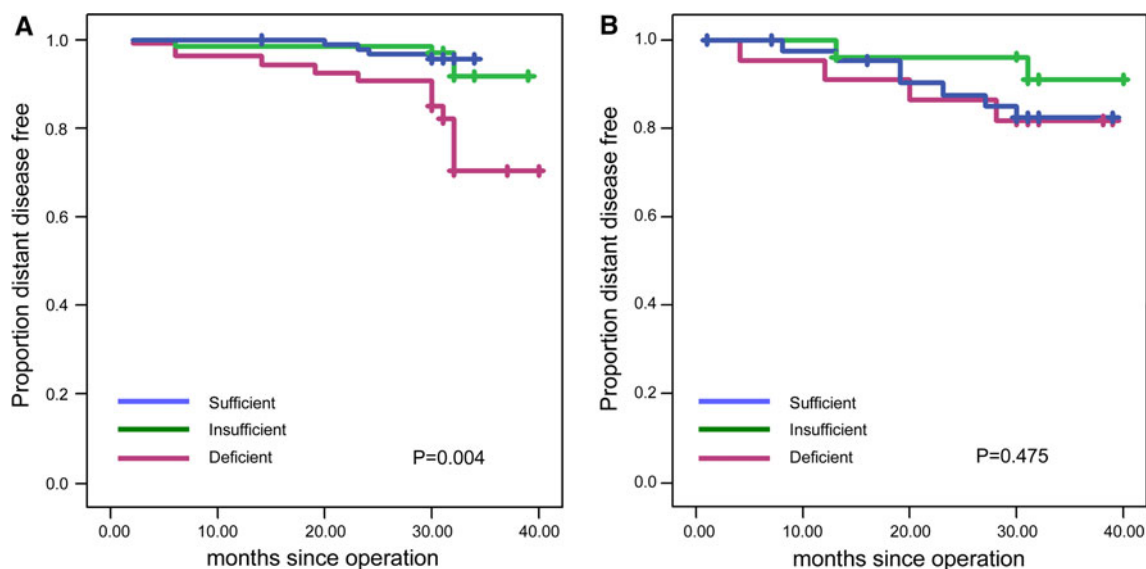 A
Proportion distant disease free
1.0
0.8
0.6
0.4
0.2
0.0
Sufficient
Insufficient
Deficient
P=0.004
0.00 10.00 20.00 30.00 40.00
months since operation
B
Proportion distant disease free
1.0
0.8
0.6
0.4
0.2
0.0
Sufficient
Insufficient
Deficient
P=0.475
0.00 10.00 20.00 30.00 40.00
months since operation